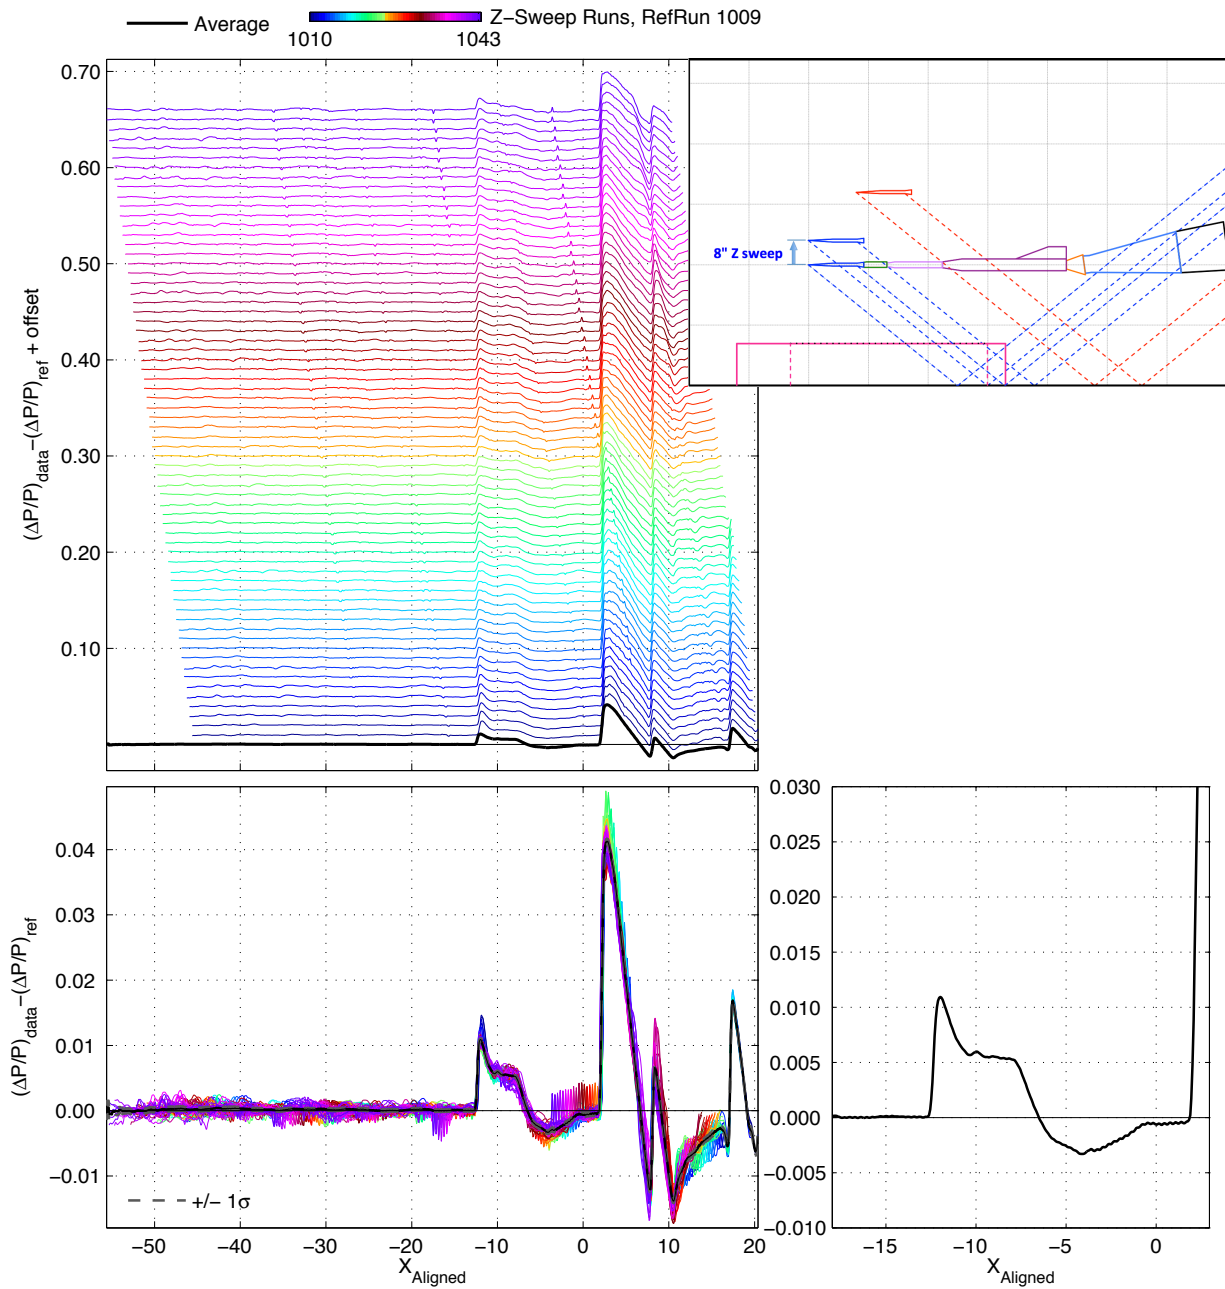 Average
Z-Sweep Runs, RefRun 1009
1010 1043
0.70
0.60
0.50
0.40
0.30
0.20
0.10
(ΔP/P)data−(ΔP/P)ref + offset
8" Z sweep
0.04
0.03
0.02
0.01
0.00
−0.01
(ΔP/P)data−(ΔP/P)ref
+/− 1σ
−50 −40 −30 −20 −10 0 10 20
XAligned
0.030
0.025
0.020
0.015
0.010
0.005
0.000
−0.005
−0.010
−15 −10 −5 0
XAligned